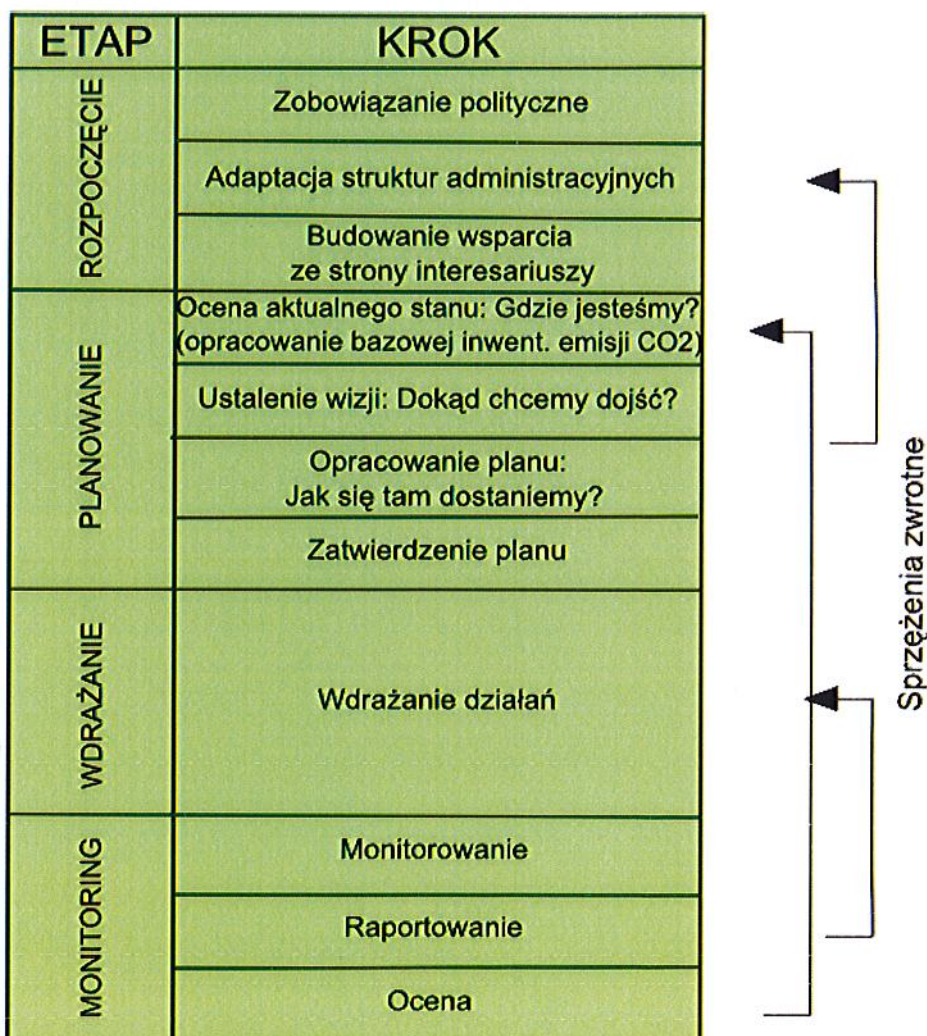 ETAP
KROK
ROZPOCZĘCIE
Zobowiązanie polityczne
Adaptacja struktur administracyjnych
Budowanie wsparcia
ze strony interesariuszy
PLANOWANIE
Ocena aktualnego stanu: Gdzie jesteśmy?
(opracowanie bazowej inwent. emisji CO2)
Ustalenie wizji: Dokąd chcemy dojść?
Opracowanie planu:
Jak się tam dostaniemy?
Zatwierdzenie planu
WDRAŻANIE
Wdrażanie działań
MONITORING
Monitorowanie
Raportowanie
Ocena
Sprzężenia zwrotne